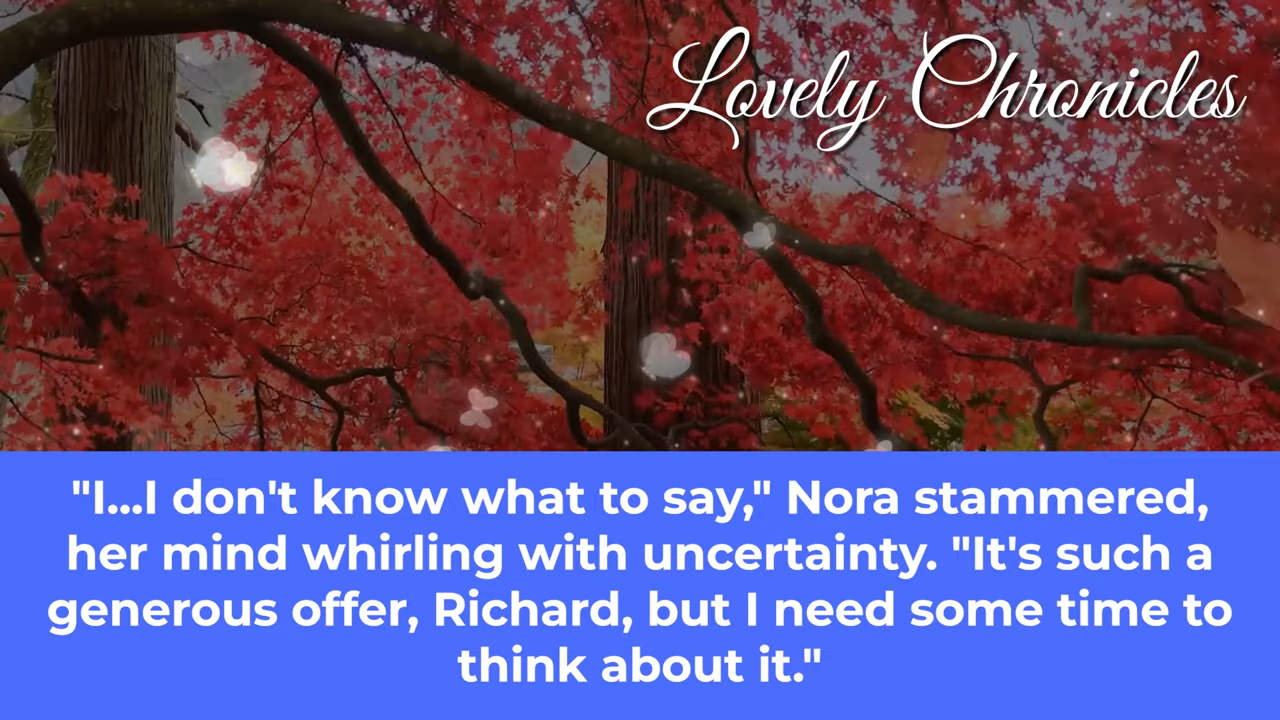 Lovely Chronicles
"I...I don't know what to say," Nora stammered,
her mind whirling with uncertainty. "It's such a
generous offer, Richard, but I need some time to
think about it."